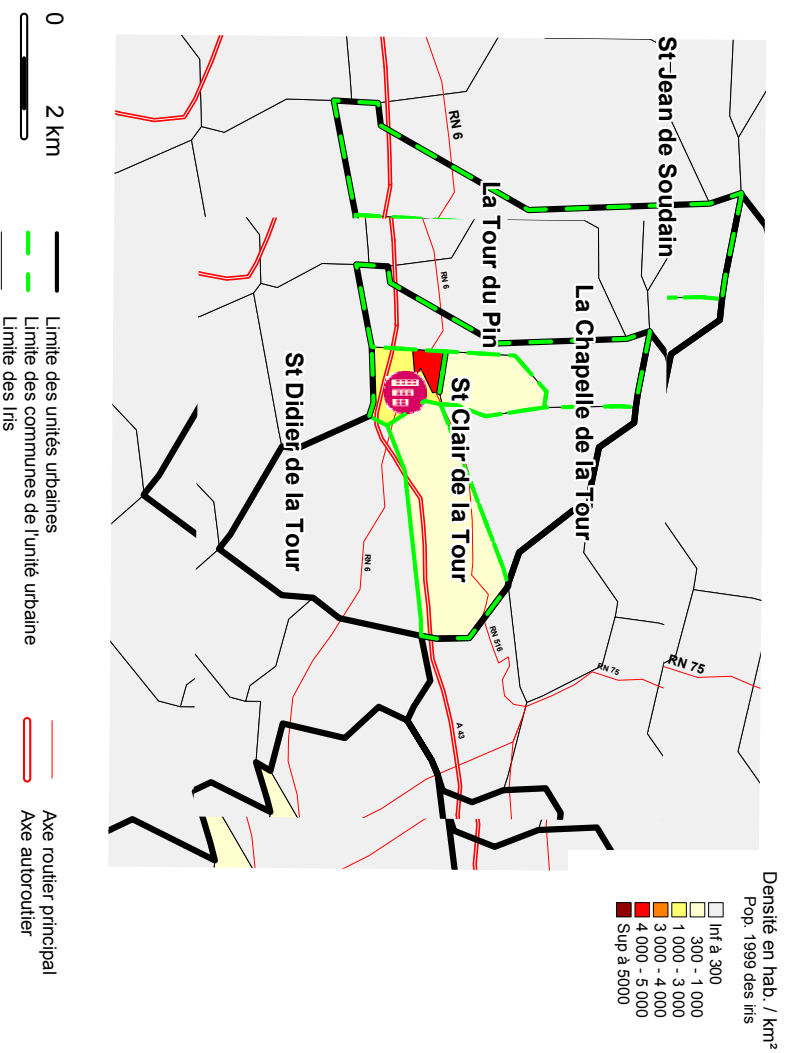 Densité en hab. / km²
Pop. 1999 des iris
Inf à 300
300 - 1 000
1 000 - 3 000
3 000 - 4 000
4 000 - 5 000
Sup à 5000
St Jean de Soudain
La Chapelle de la Tour
La Tour du Pin
St Clair de la Tour
St Didier de la Tour
RN 6
RN 6
RN 6
RN 516
RN 75
RN 75
A 43
0 2 km
Limite des unités urbaines
Limite des communes de l'unité urbaine
Limite des Iris
Axe routier principal
Axe autoroutier